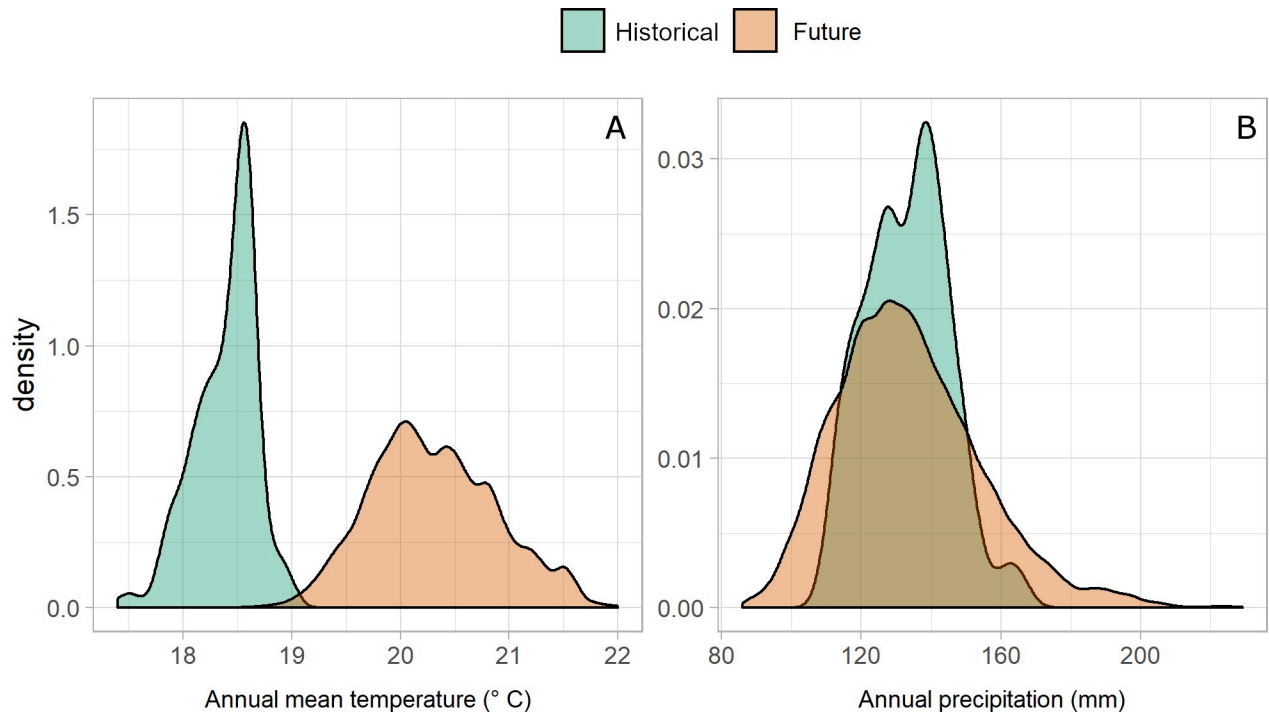 Historical Future
A
B
density
1.5
1.0
0.5
0.0
18 19 20 21 22
Annual mean temperature (° C)
0.03
0.02
0.01
0.00
80 120 160 200
Annual precipitation (mm)